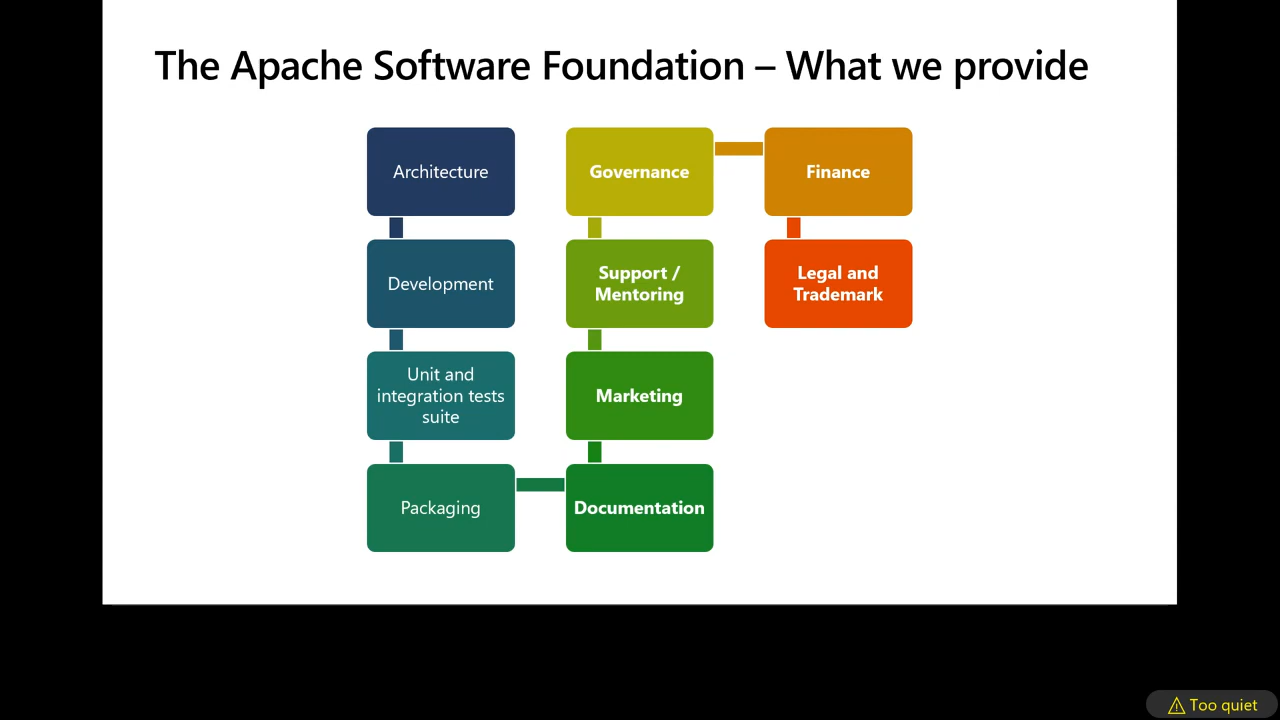 The Apache Software Foundation – What we provide
Architecture
Development
Unit and
integration tests
suite
Packaging
Documentation
Marketing
Support /
Mentoring
Governance
Finance
Legal and
Trademark
Too quiet